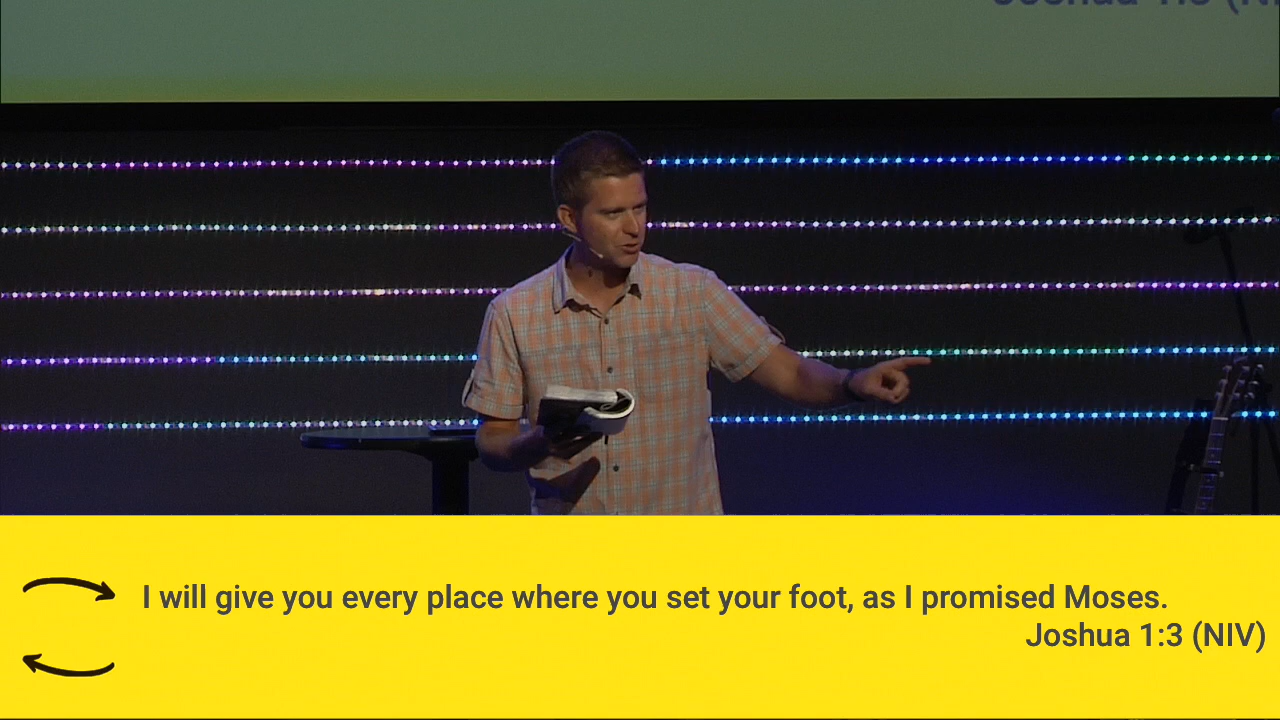 I will give you every place where you set your foot, as I promised Moses.
Joshua 1:3 (NIV)